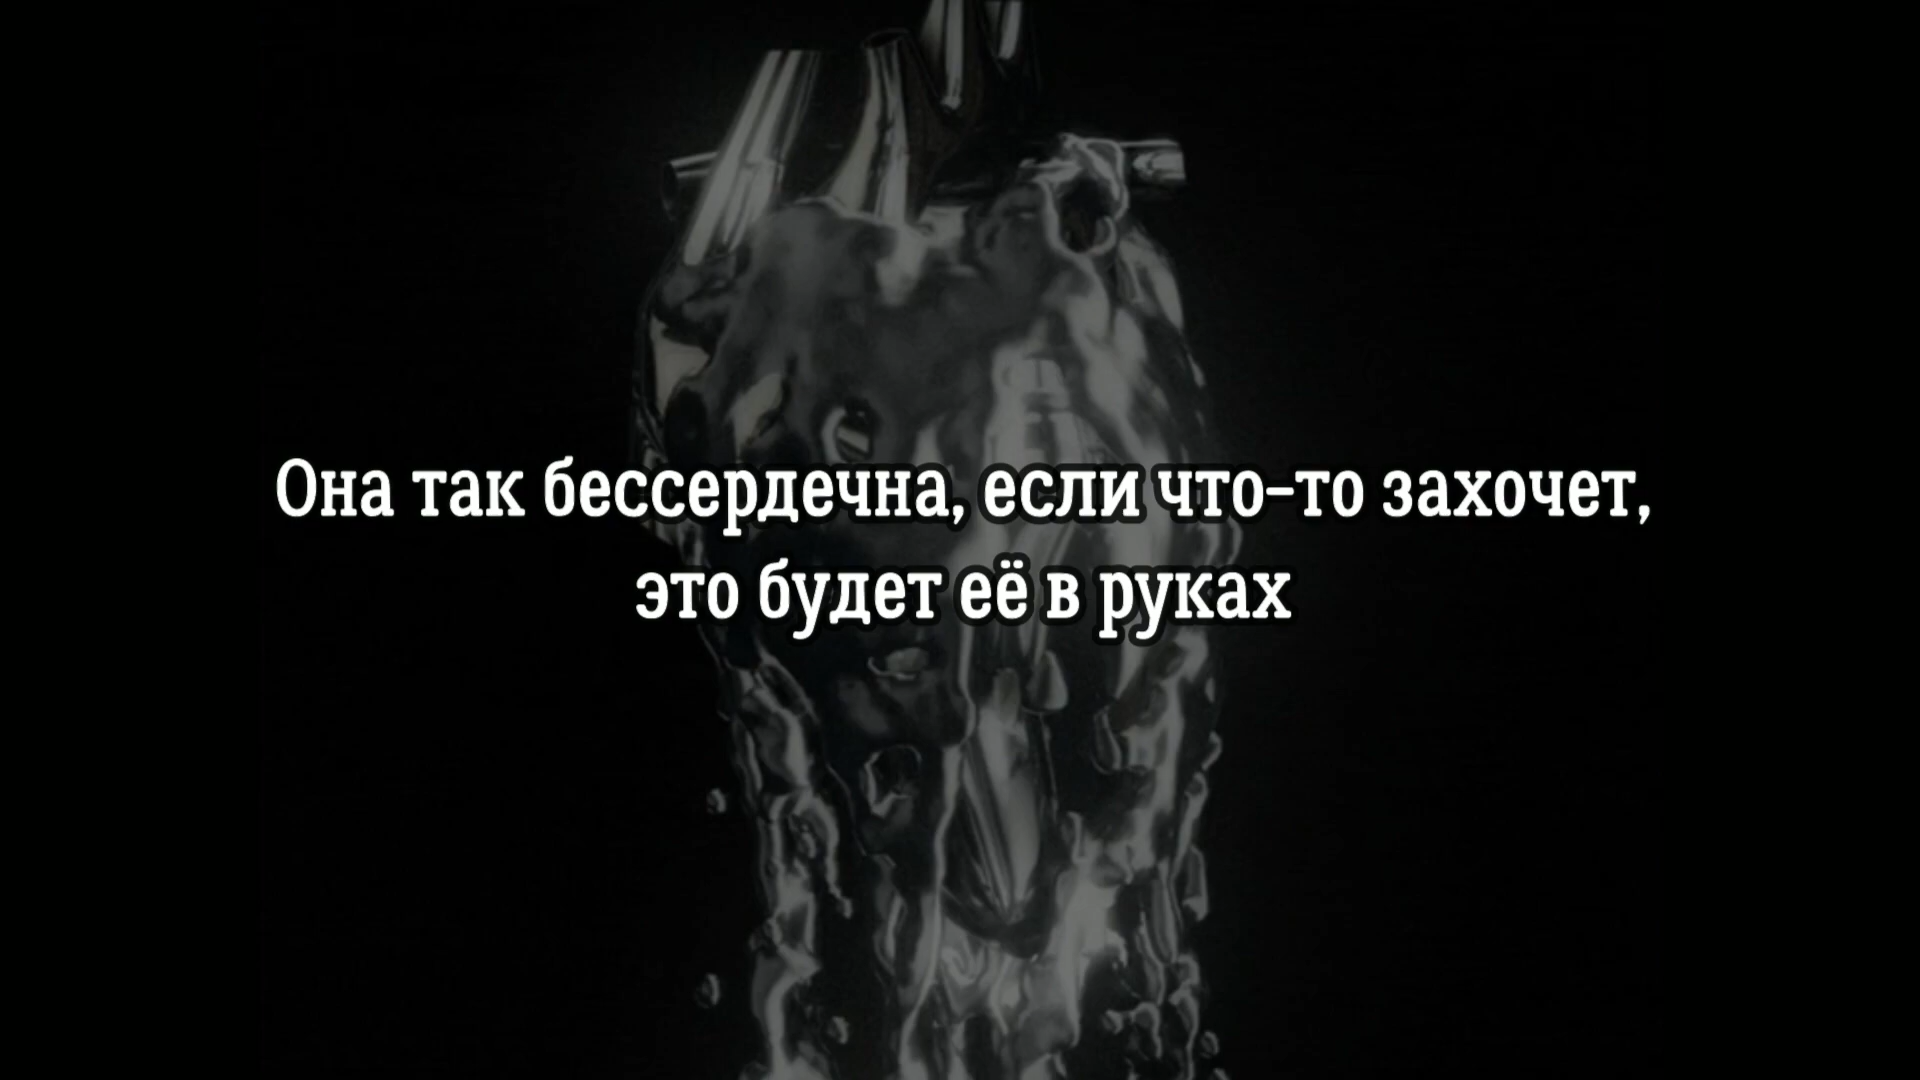 Она так бессердечна, если что-то захочет,
это будет её в руках